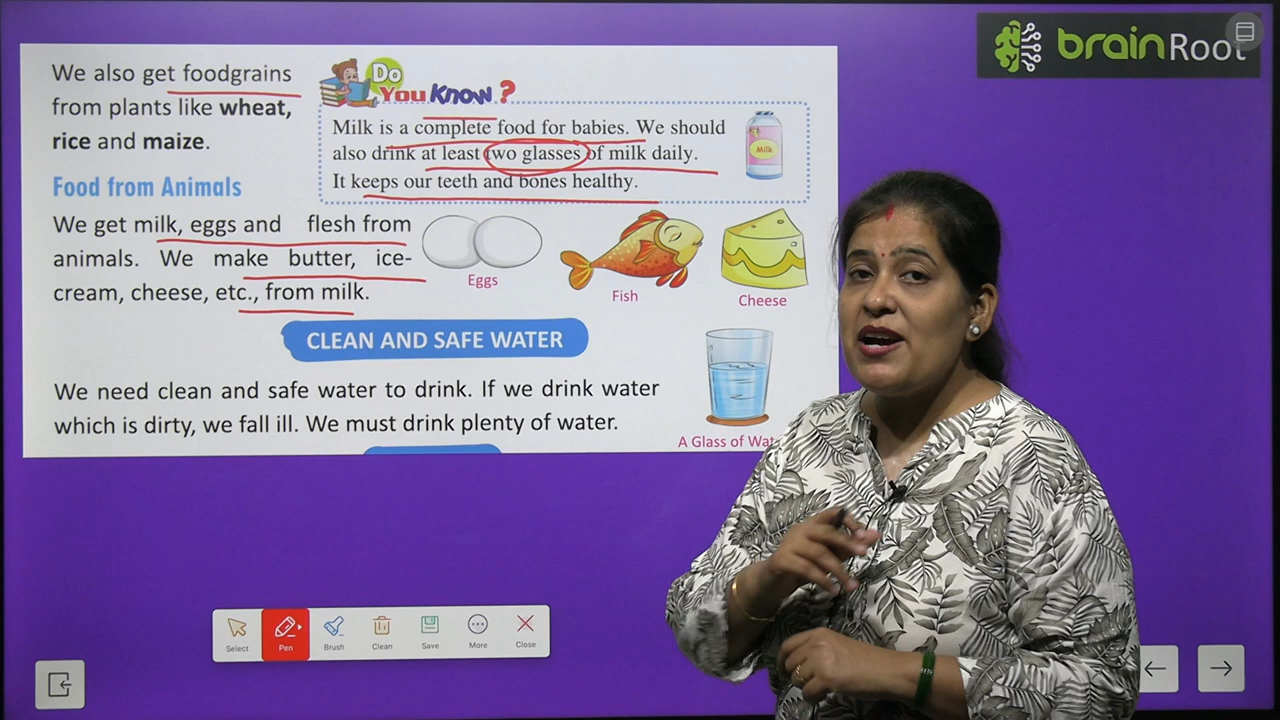 brainRoot
We also get foodgrains
from plants like wheat,
rice and maize.
Do
You Know ?
Milk is a complete food for babies. We should
also drink at least two glasses of milk daily.
It keeps our teeth and bones healthy.
Milk
Food from Animals
We get milk, eggs and flesh from
animals. We make butter, ice-
cream, cheese, etc., from milk.
Eggs
Fish
Cheese
CLEAN AND SAFE WATER
We need clean and safe water to drink. If we drink water
which is dirty, we fall ill. We must drink plenty of water.
A Glass of Wat
Select
Pen
Brush
Clean
Save
More
Close